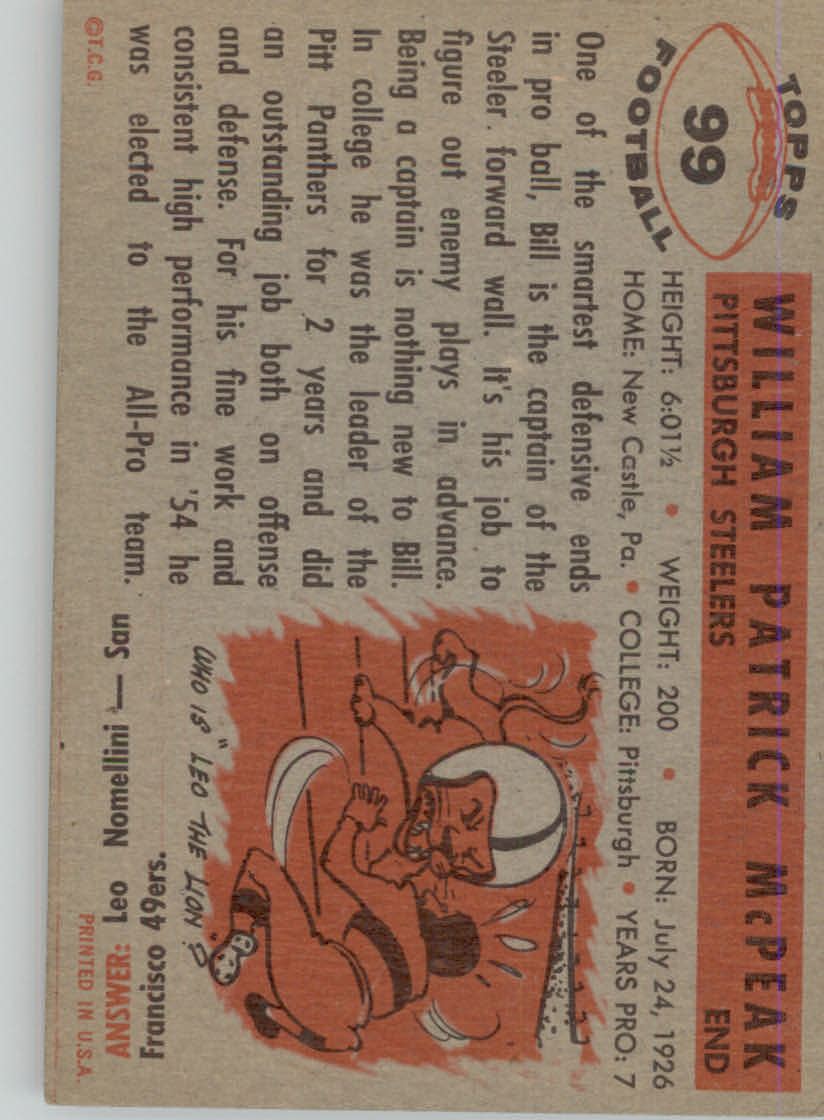 TOPPS
99
FOOTBALL
WILLIAM PATRICK McPEAK
PITTSBURGH STEELERS END
HEIGHT: 6:01½ • WEIGHT: 200 • BORN: July 24, 1926
HOME: New Castle, Pa. • COLLEGE: Pittsburgh • YEARS PRO: 7
One of the smartest defensive ends
in pro ball, Bill is the captain of the
Steeler forward wall. It's his job to
figure out enemy plays in advance.
Being a captain is nothing new to Bill.
In college he was the leader of the
Pitt Panthers for 2 years and did
an outstanding job both on offense
and defense. For his fine work and
consistent high performance in '54 he
was elected to the All-Pro team.
©T.C.G.
WHO IS "LEO THE LION?
ANSWER: Leo Nomellini — San
Francisco 49ers.
PRINTED IN U.S.A.